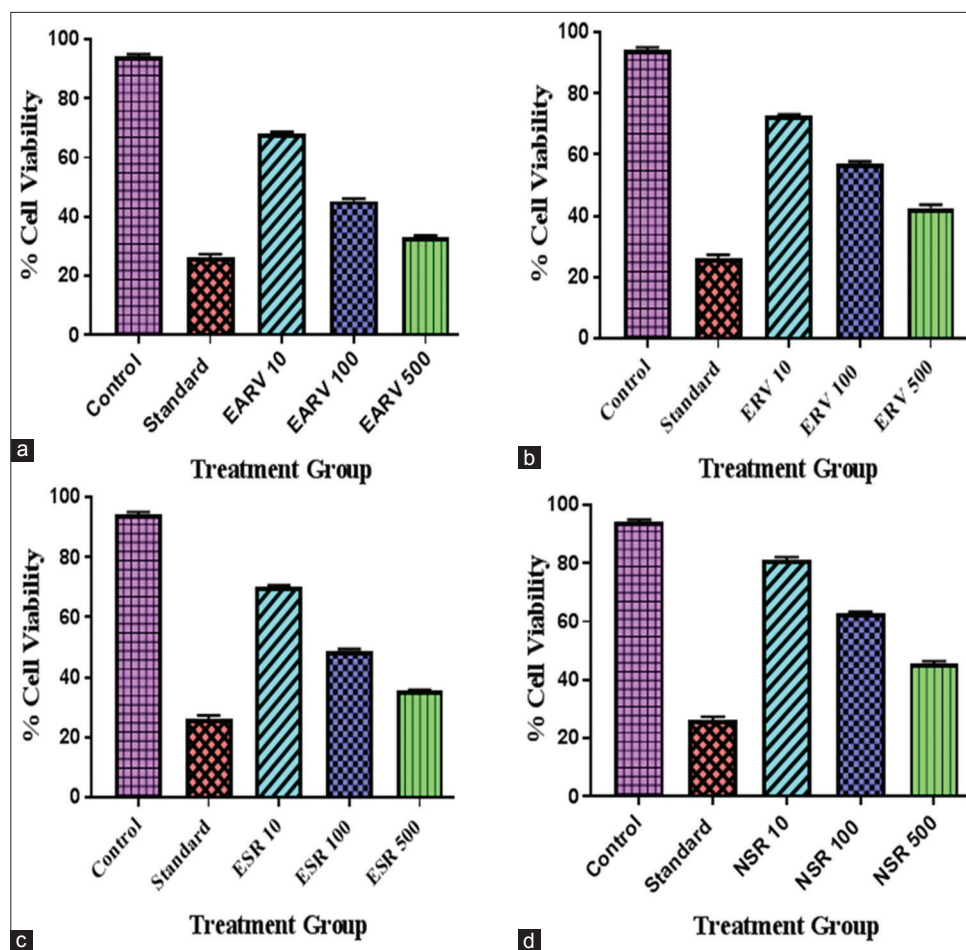 100
80
60
40
20
0
% Cell Viability
Control
Standard
EARV 10
EARV 100
EARV 500
Treatment Group
a
100
80
60
40
20
0
% Cell Viability
Control
Standard
ERV 10
ERV 100
ERV 500
Treatment Group
b
100
80
60
40
20
0
% Cell Viability
Control
Standard
ESR 10
ESR 100
ESR 500
Treatment Group
c
100
80
60
40
20
0
% Cell Viability
Control
Standard
NSR 10
NSR 100
NSR 500
Treatment Group
d